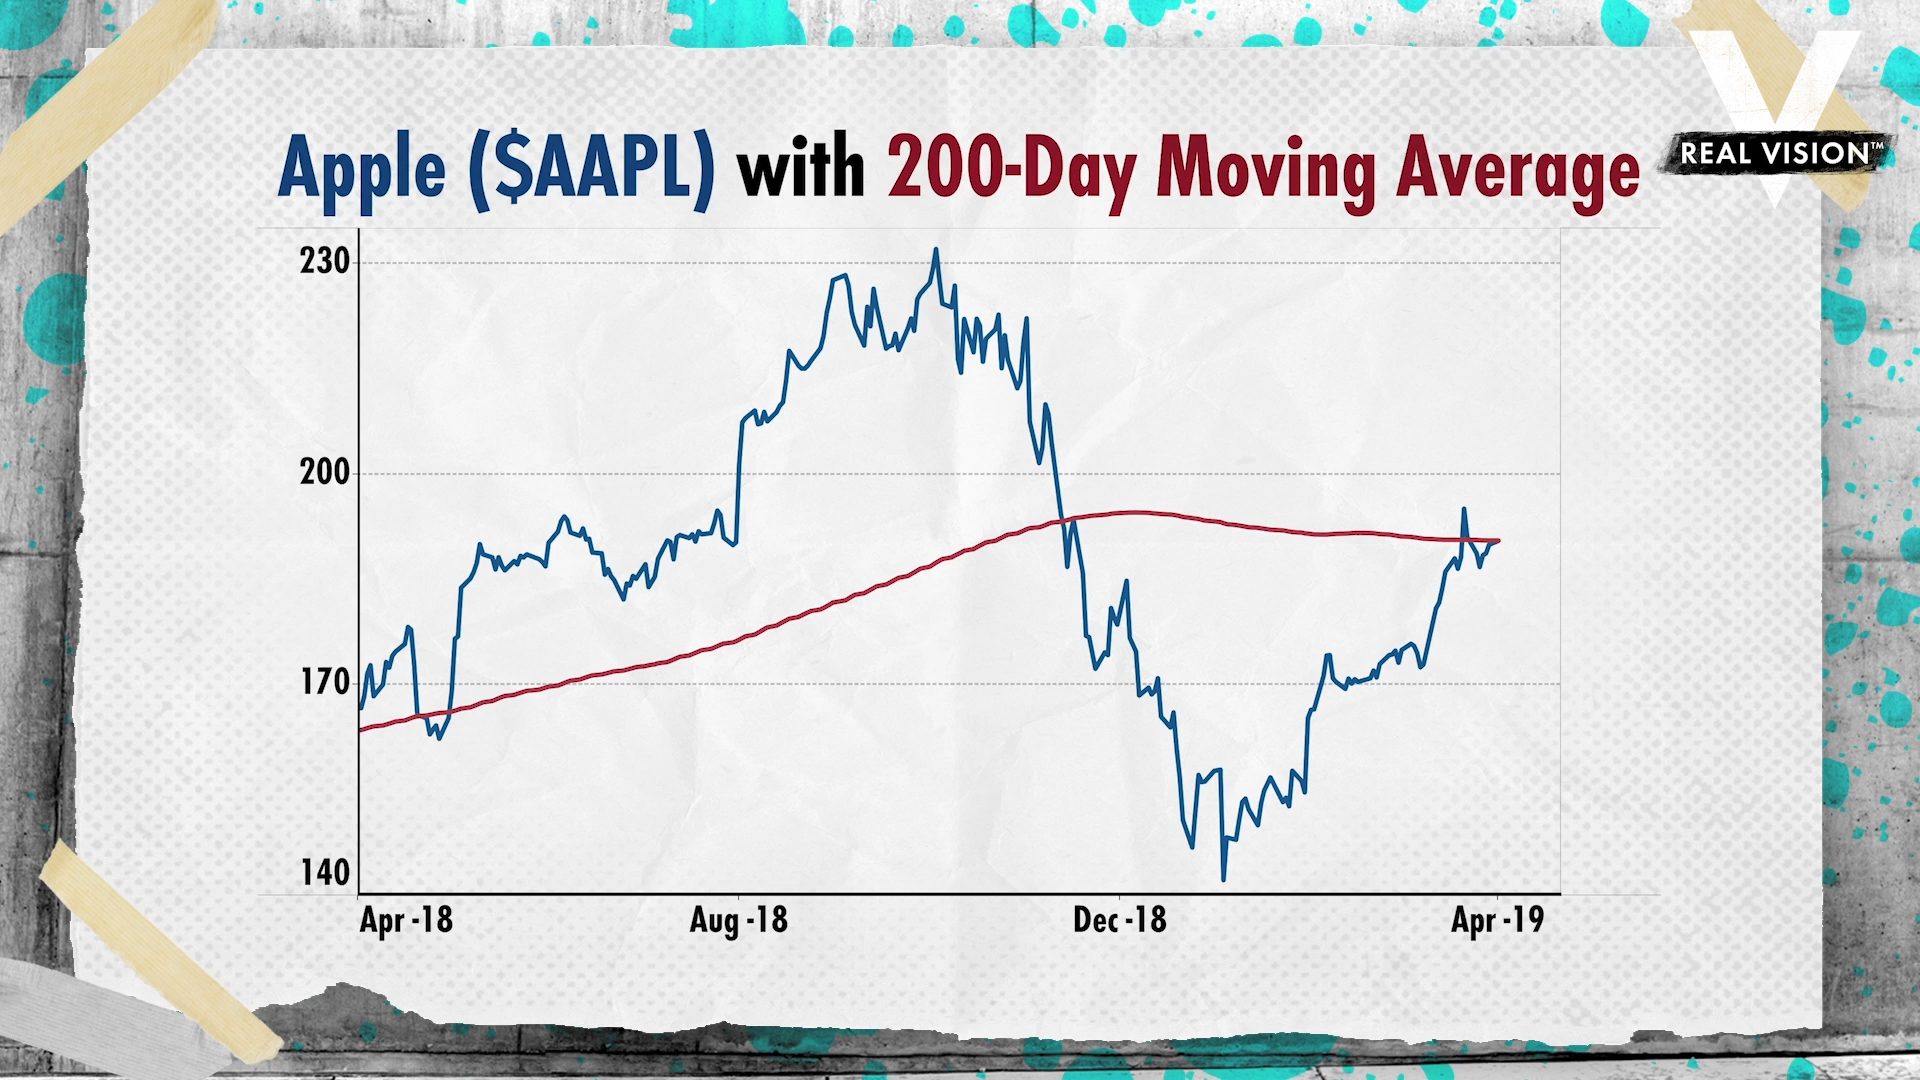 Apple ($AAPL) with 200-Day Moving Average
REAL VISION™
230
200
170
140
Apr -18
Aug -18
Dec -18
Apr -19